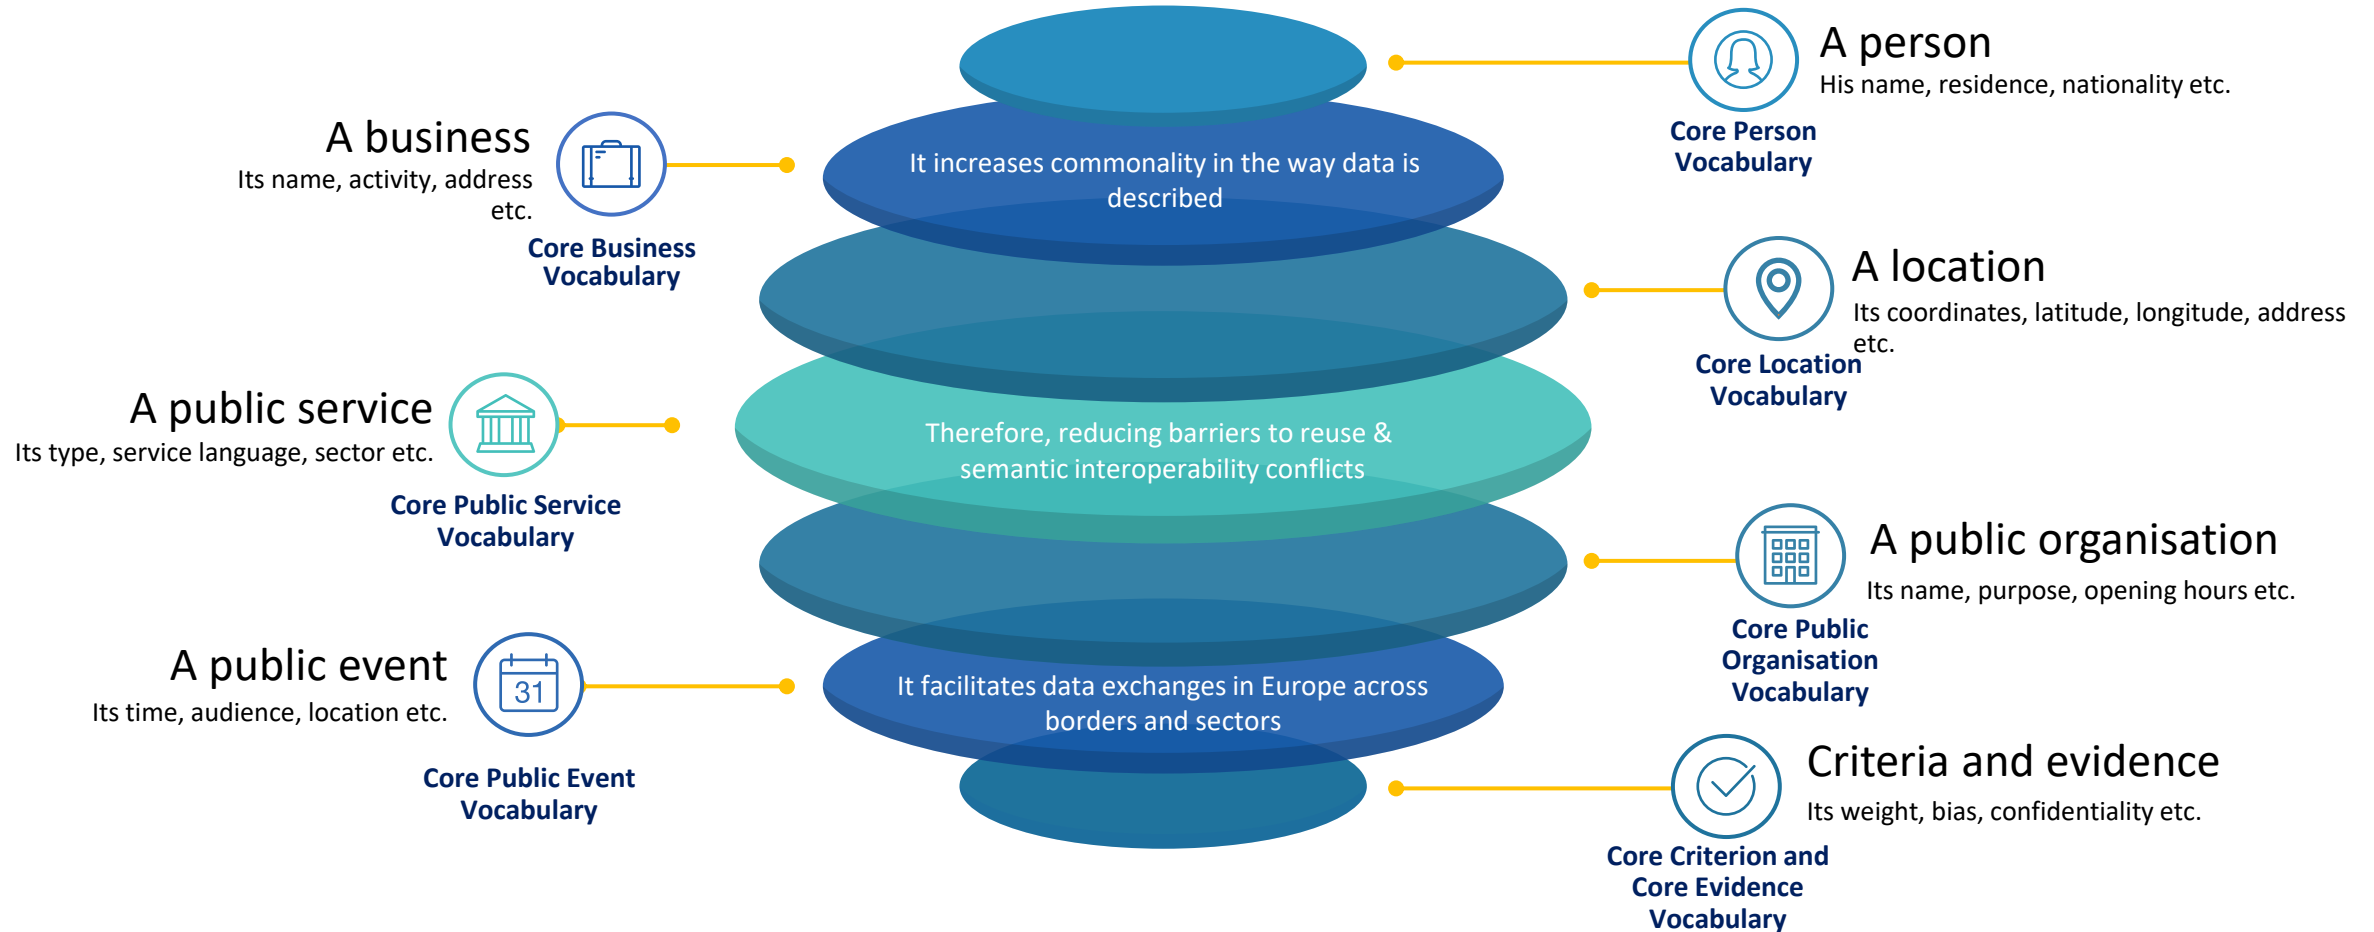 A person
His name, residence, nationality etc.
Core Person
Vocabulary
A business
Its name, activity, address
etc.
Core Business
Vocabulary
It increases commonality in the way data is
described
A location
Its coordinates, latitude, longitude, address
etc.
Core Location
Vocabulary
A public service
Its type, service language, sector etc.
Core Public Service
Vocabulary
Therefore, reducing barriers to reuse &
semantic interoperability conflicts
A public organisation
Its name, purpose, opening hours etc.
Core Public
Organisation
Vocabulary
A public event
Its time, audience, location etc.
31
Core Public Event
Vocabulary
It facilitates data exchanges in Europe across
borders and sectors
Criteria and evidence
Its weight, bias, confidentiality etc.
Core Criterion and
Core Evidence
Vocabulary